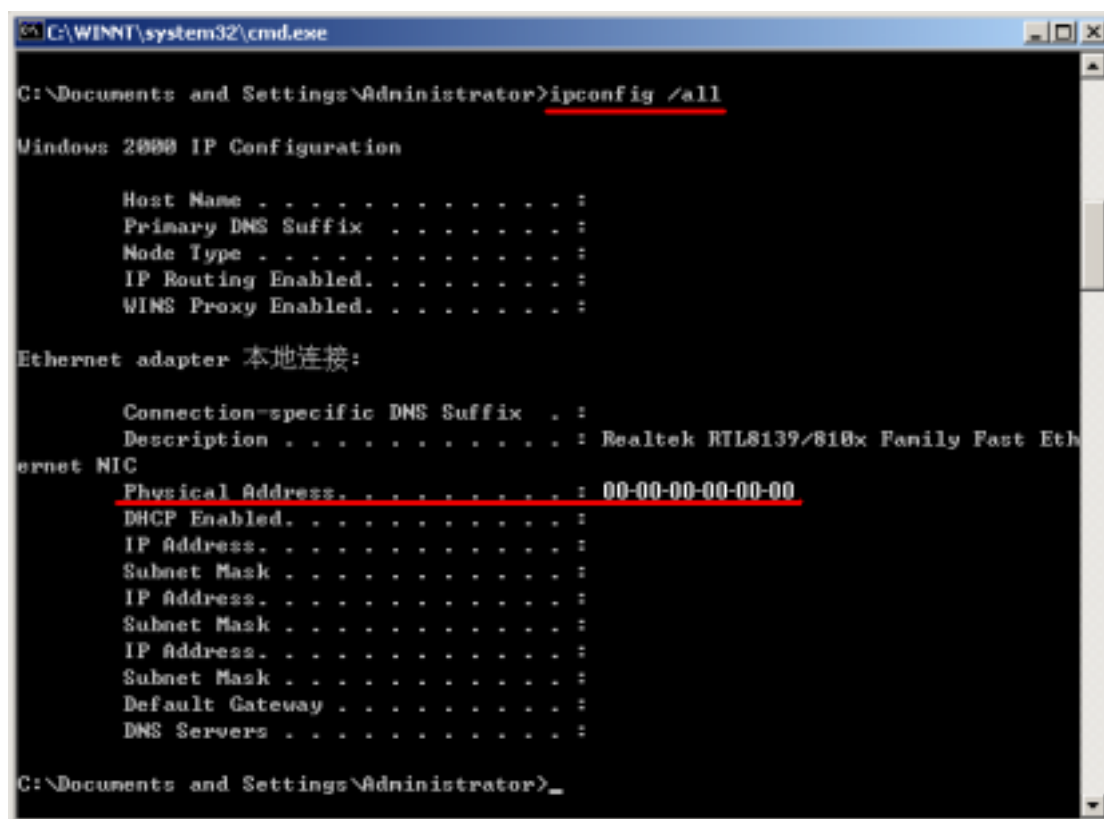 C:\WINNT\system32\cmd.exe
C:\Documents and Settings\Administrator>ipconfig /all
Windows 2000 IP Configuration
Host Name . . . . . . . . . . . . :
Primary DNS Suffix  . . . . . . . :
Node Type . . . . . . . . . . . . :
IP Routing Enabled. . . . . . . . :
WINS Proxy Enabled. . . . . . . . :
Ethernet adapter 本地连接:
Connection-specific DNS Suffix  . :
Description . . . . . . . . . . . : Realtek RTL8139/810x Family Fast Eth
ernet NIC
Physical Address. . . . . . . . . : 00-00-00-00-00-00
DHCP Enabled. . . . . . . . . . . :
IP Address. . . . . . . . . . . . :
Subnet Mask . . . . . . . . . . . :
IP Address. . . . . . . . . . . . :
Subnet Mask . . . . . . . . . . . :
IP Address. . . . . . . . . . . . :
Subnet Mask . . . . . . . . . . . :
Default Gateway . . . . . . . . . :
DNS Servers . . . . . . . . . . . :
C:\Documents and Settings\Administrator>_